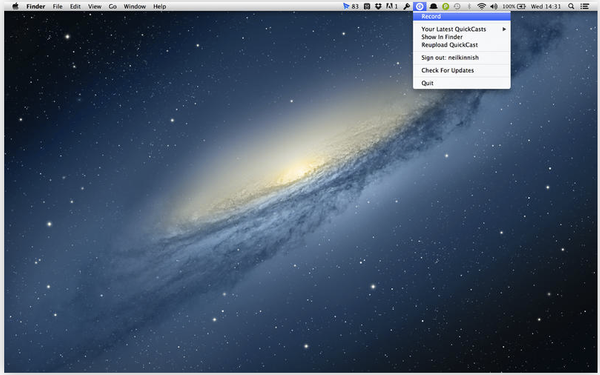 Finder File Edit View Go Window Help 83 1 100% Wed 14:31
Record
Your Latest QuickCasts
Show In Finder
Reupload QuickCast
Sign out: neilkinnish
Check For Updates
Quit